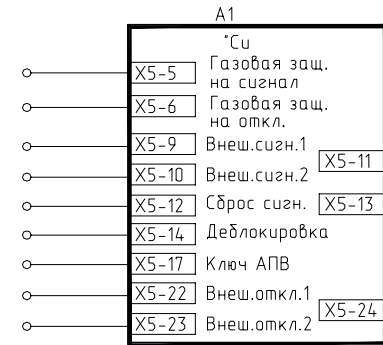 A1
"Си
X5-5 Газовая защ.
на сигнал
X5-6 Газовая защ.
на откл.
X5-9 Внеш.сигн.1
X5-11
X5-10 Внеш.сигн.2
X5-12 Сброс сигн. X5-13
X5-14 Деблокировка
X5-17 Ключ АПВ
X5-22 Внеш.откл.1
X5-24
X5-23 Внеш.откл.2